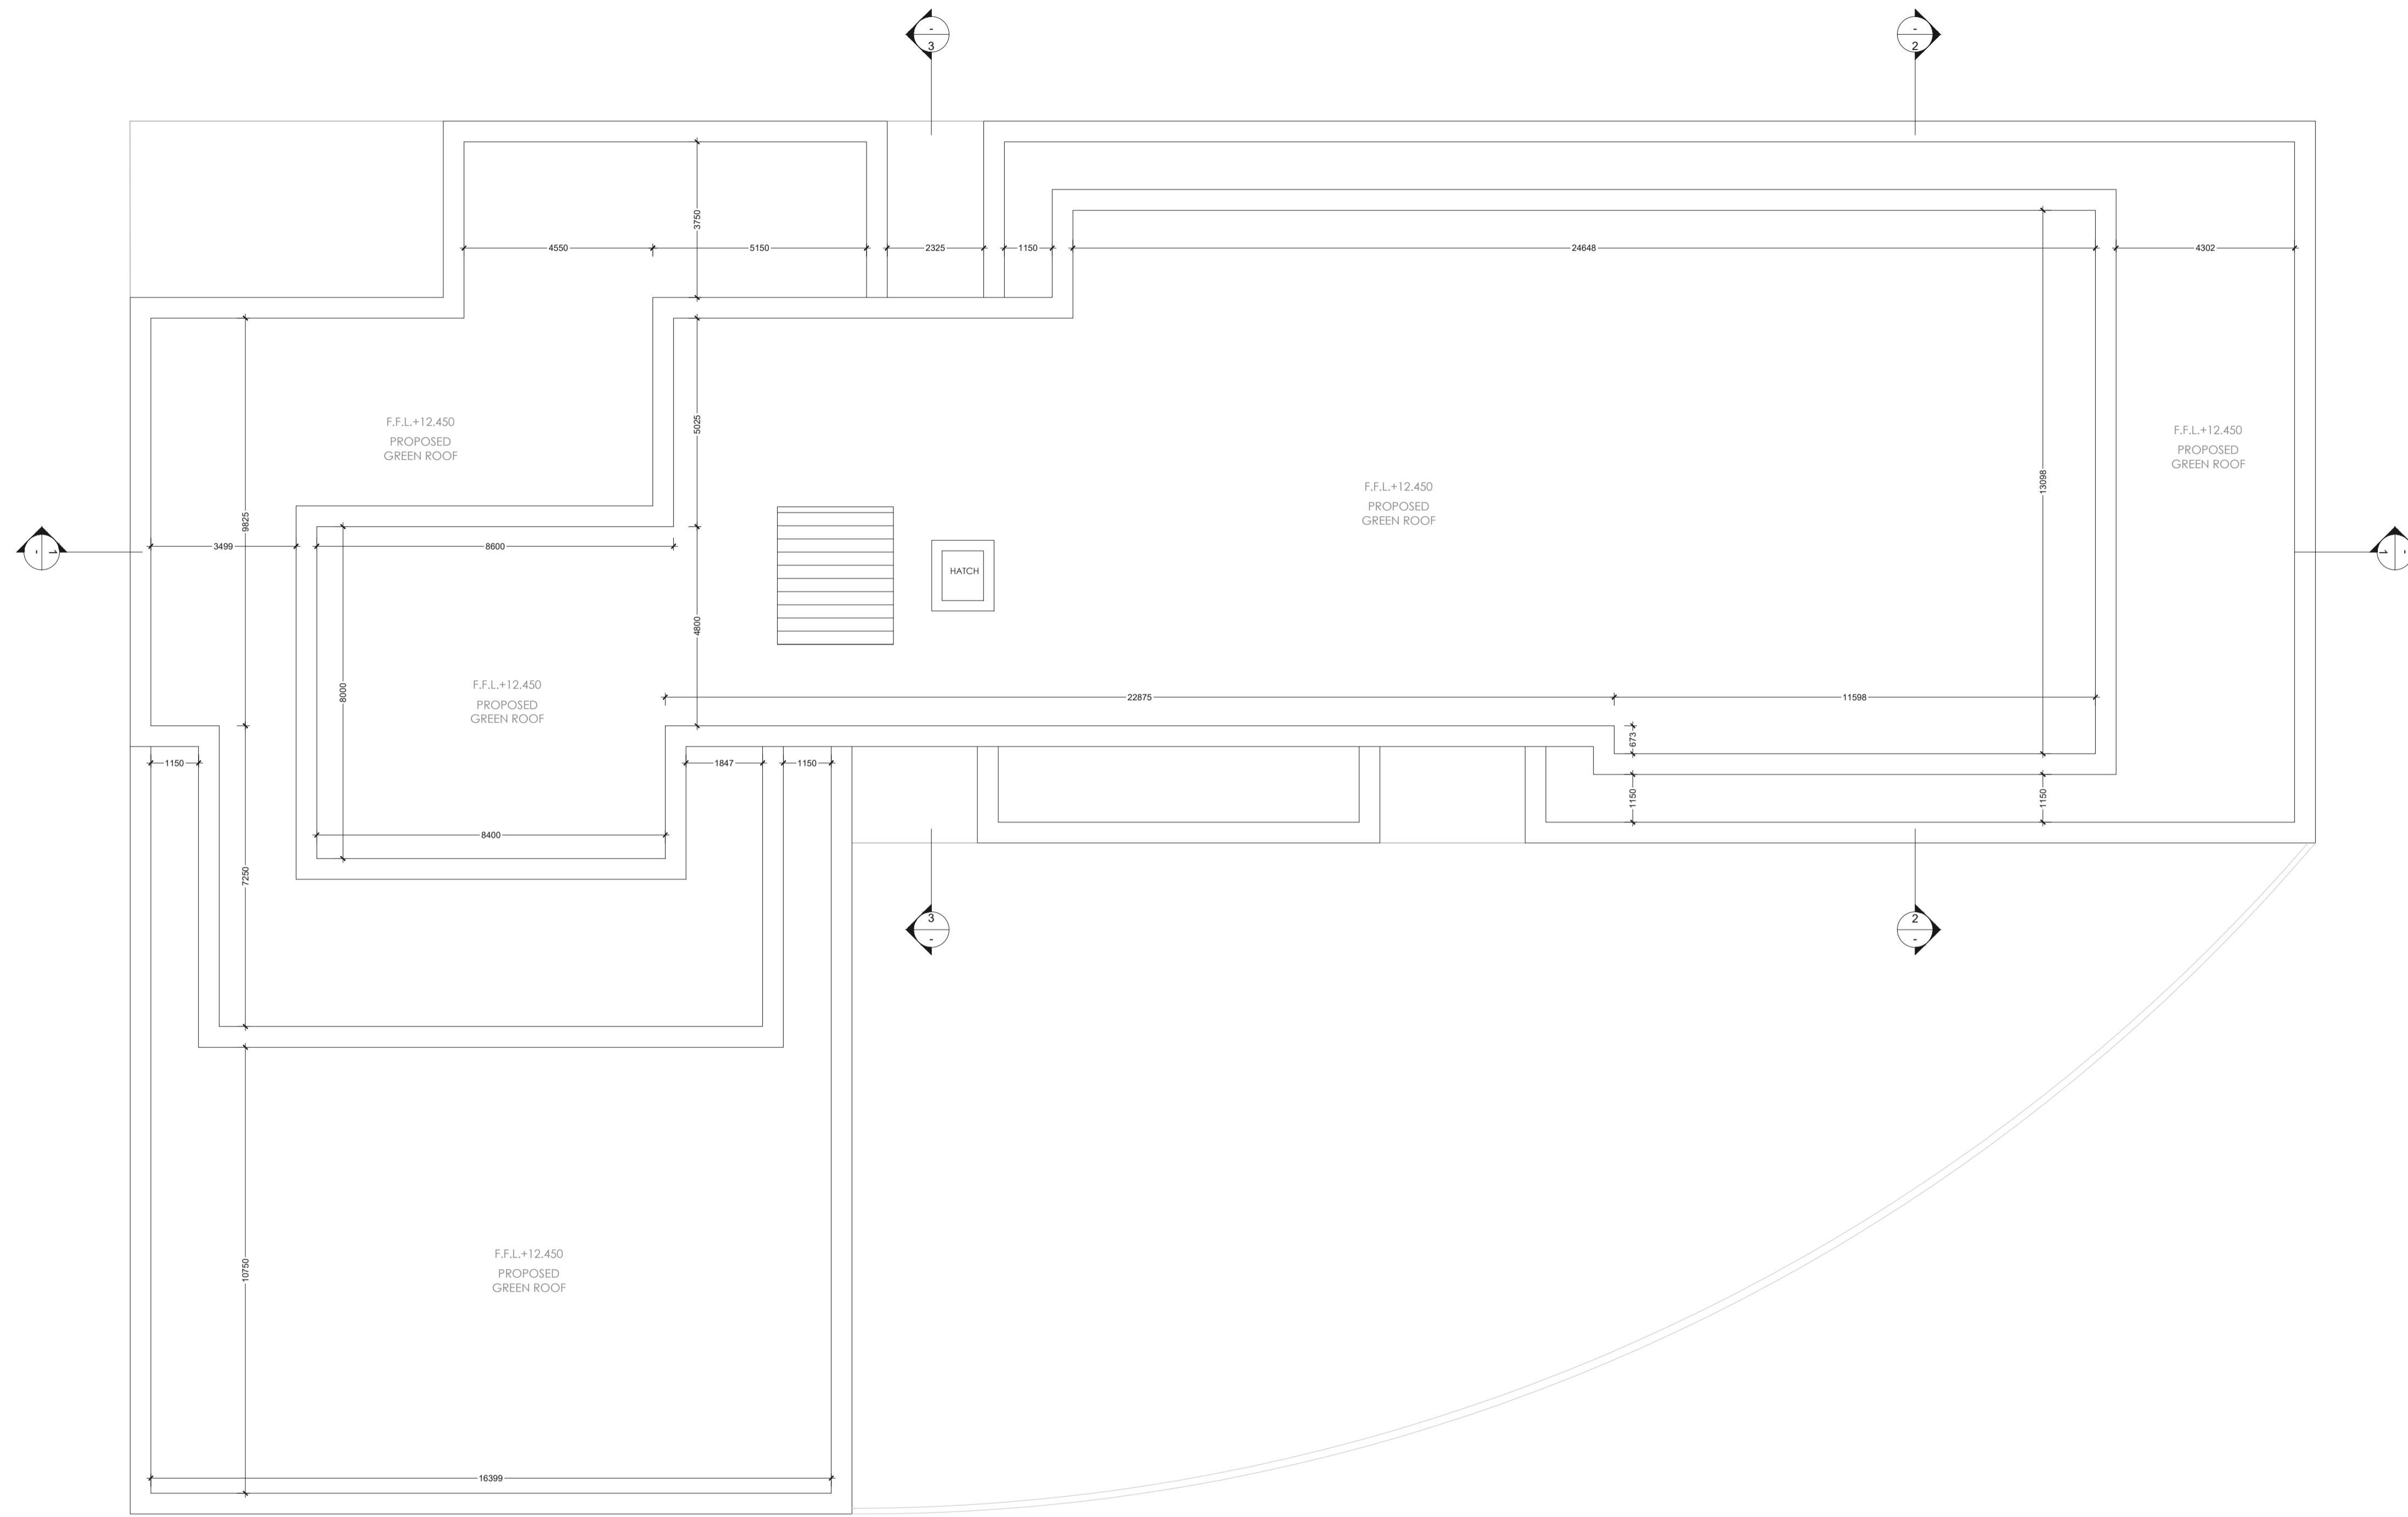 -
3
-
2
3750
4550
5150
2325
1150
24648
4302
F.F.L.+12.450
PROPOSED
GREEN ROOF
5025
F.F.L.+12.450
PROPOSED
GREEN ROOF
13098
F.F.L.+12.450
PROPOSED
GREEN ROOF
9825
- 1
3499
8600
HATCH
1 -
4800
8000
F.F.L.+12.450
PROPOSED
GREEN ROOF
22875
11598
673
1150
1847
1150
1150
1150
8400
7250
3
-
2
-
F.F.L.+12.450
PROPOSED
GREEN ROOF
10750
16399